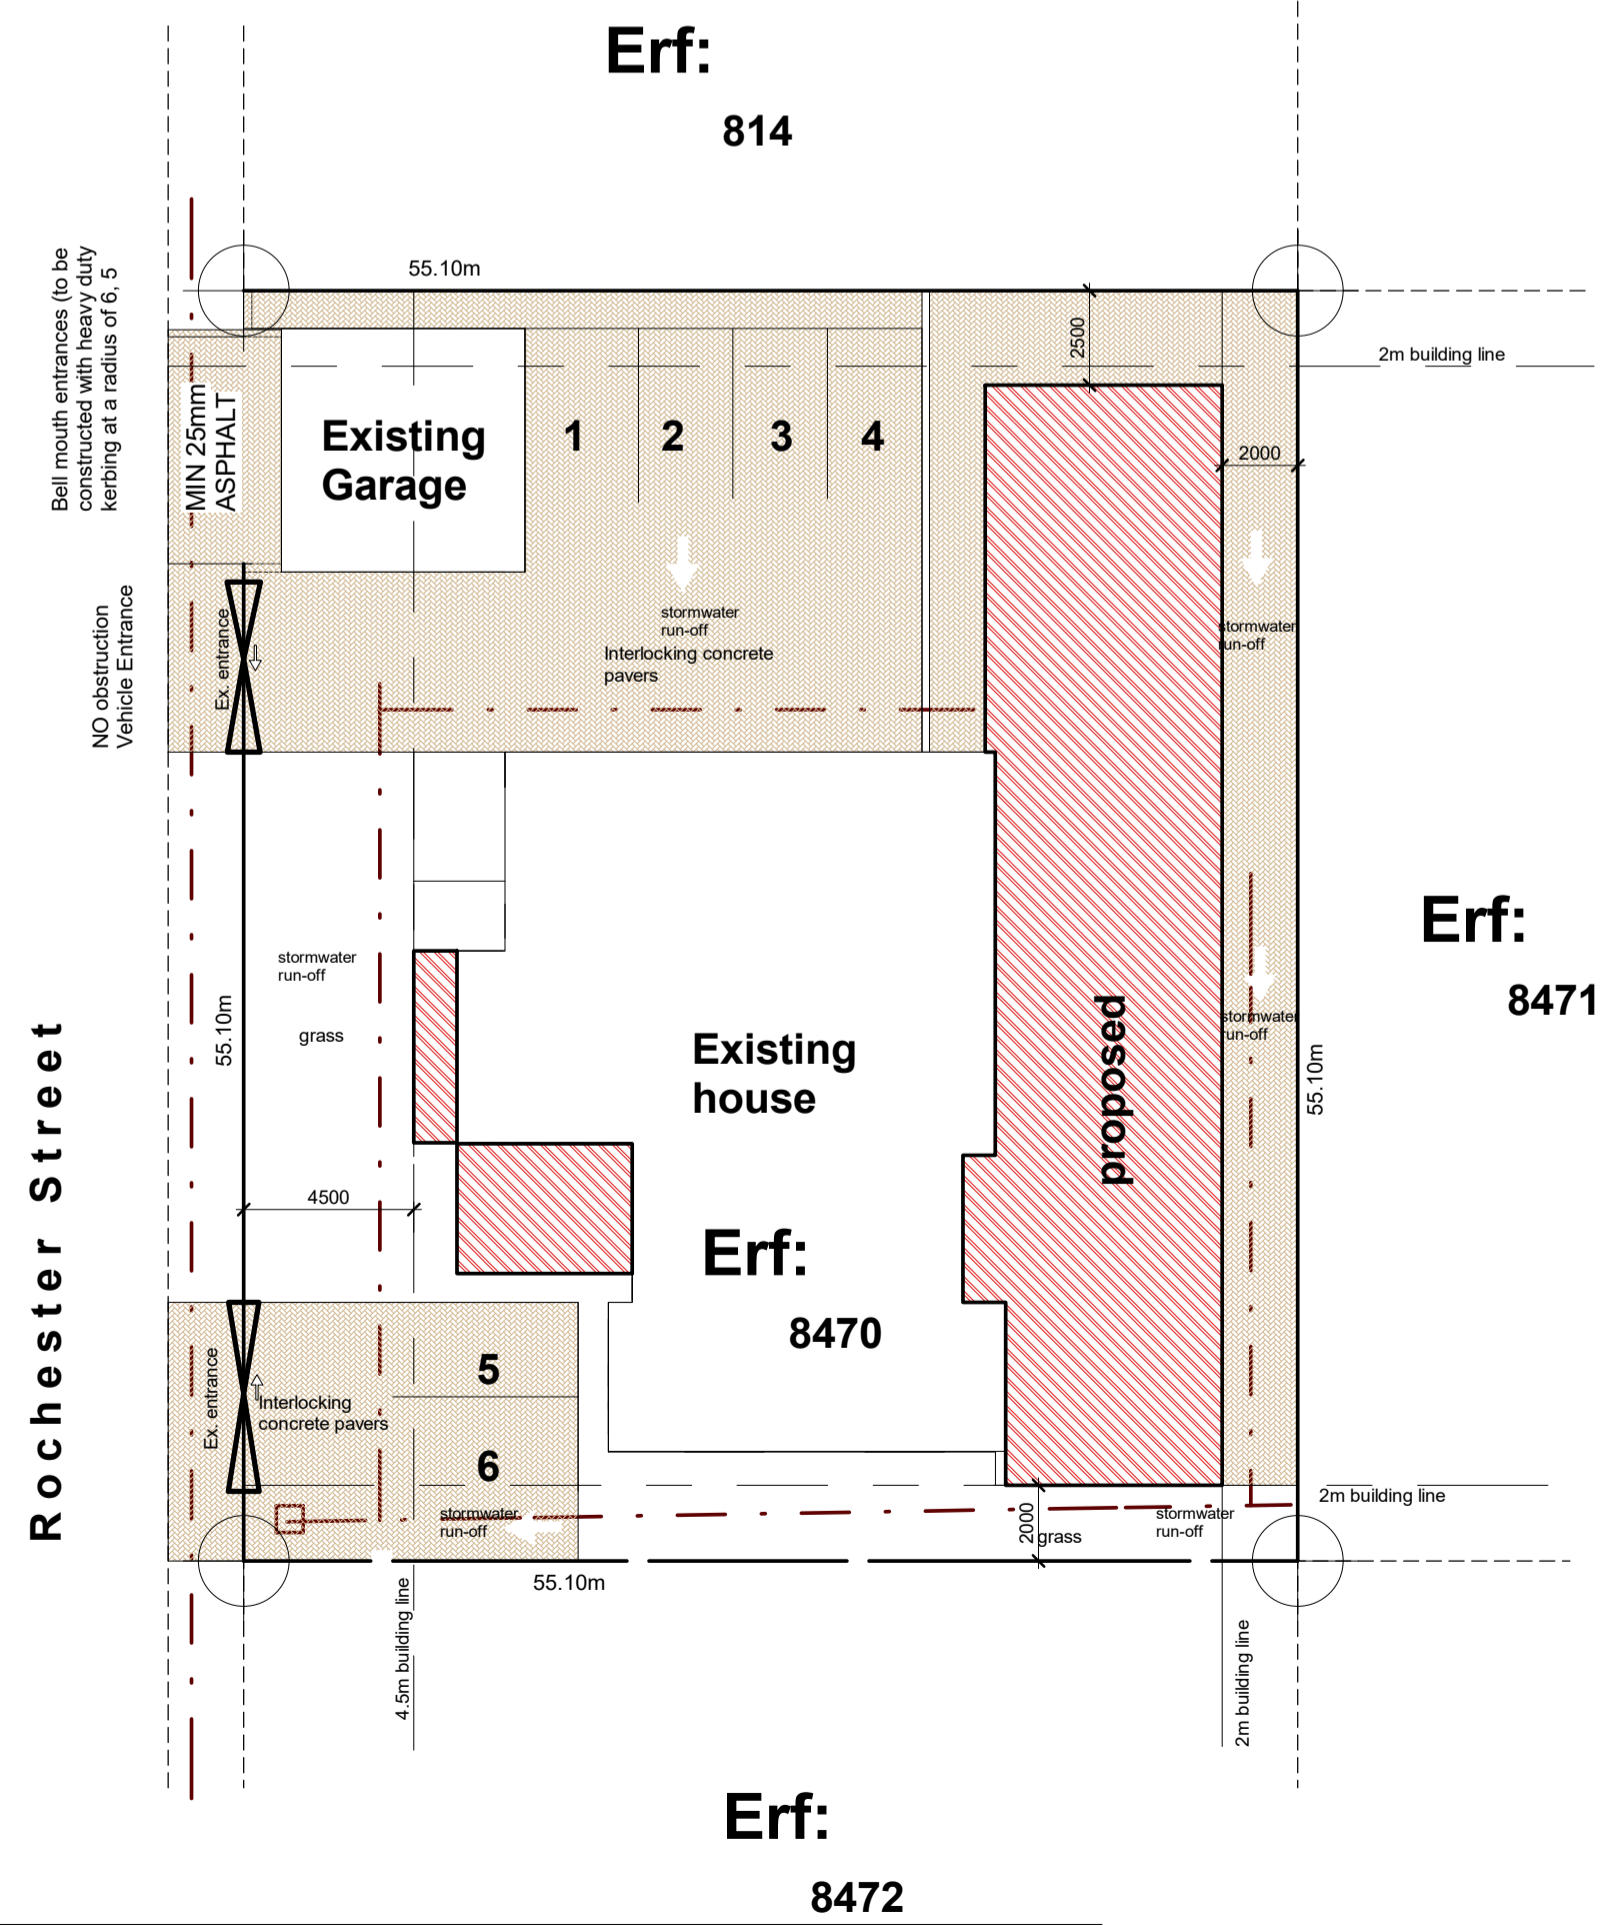 Erf:
814
Bell mouth entrances (to be
constructed with heavy duty
kerbing at a radius of 6, 5
55.10m
2500
2m building line
MIN 25mm
ASPHALT
Existing
Garage
1
2
3
4
2000
NO obstruction
Vehicle Entrance
Ex. entrance
stormwater
run-off
Interlocking concrete
pavers
stormwater
run-off
Erf:
8471
stormwater
run-off
grass
55.10m
Rochester Street
Existing
house
proposed
stormwater
run-off
55.10m
4500
Erf:
8470
Ex. entrance
Interlocking
concrete pavers
5
6
stormwater
run-off
2000
grass
stormwater
run-off
2m building line
55.10m
4.5m building line
2m building line
Erf:
8472